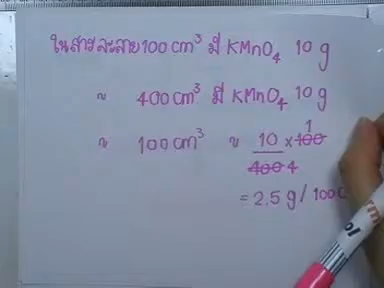 ในสารละลาย 100 cm³ มี KMnO₄ 10 g
" 400 cm³ มี KMnO₄ 10 g
" 100 cm³ " 10 x 100 1
400 4
= 2.5 g / 100